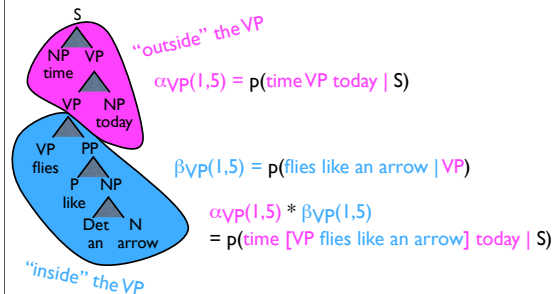 S
"outside" the VP
NP VP
time
αVP(1,5) = p(time VP today | S)
VP NP
today
VP PP
flies
βVP(1,5) = p(flies like an arrow | VP)
P NP
like
αVP(1,5) * βVP(1,5)
Det N
an arrow
= p(time [VP flies like an arrow] today | S)
"inside" the VP